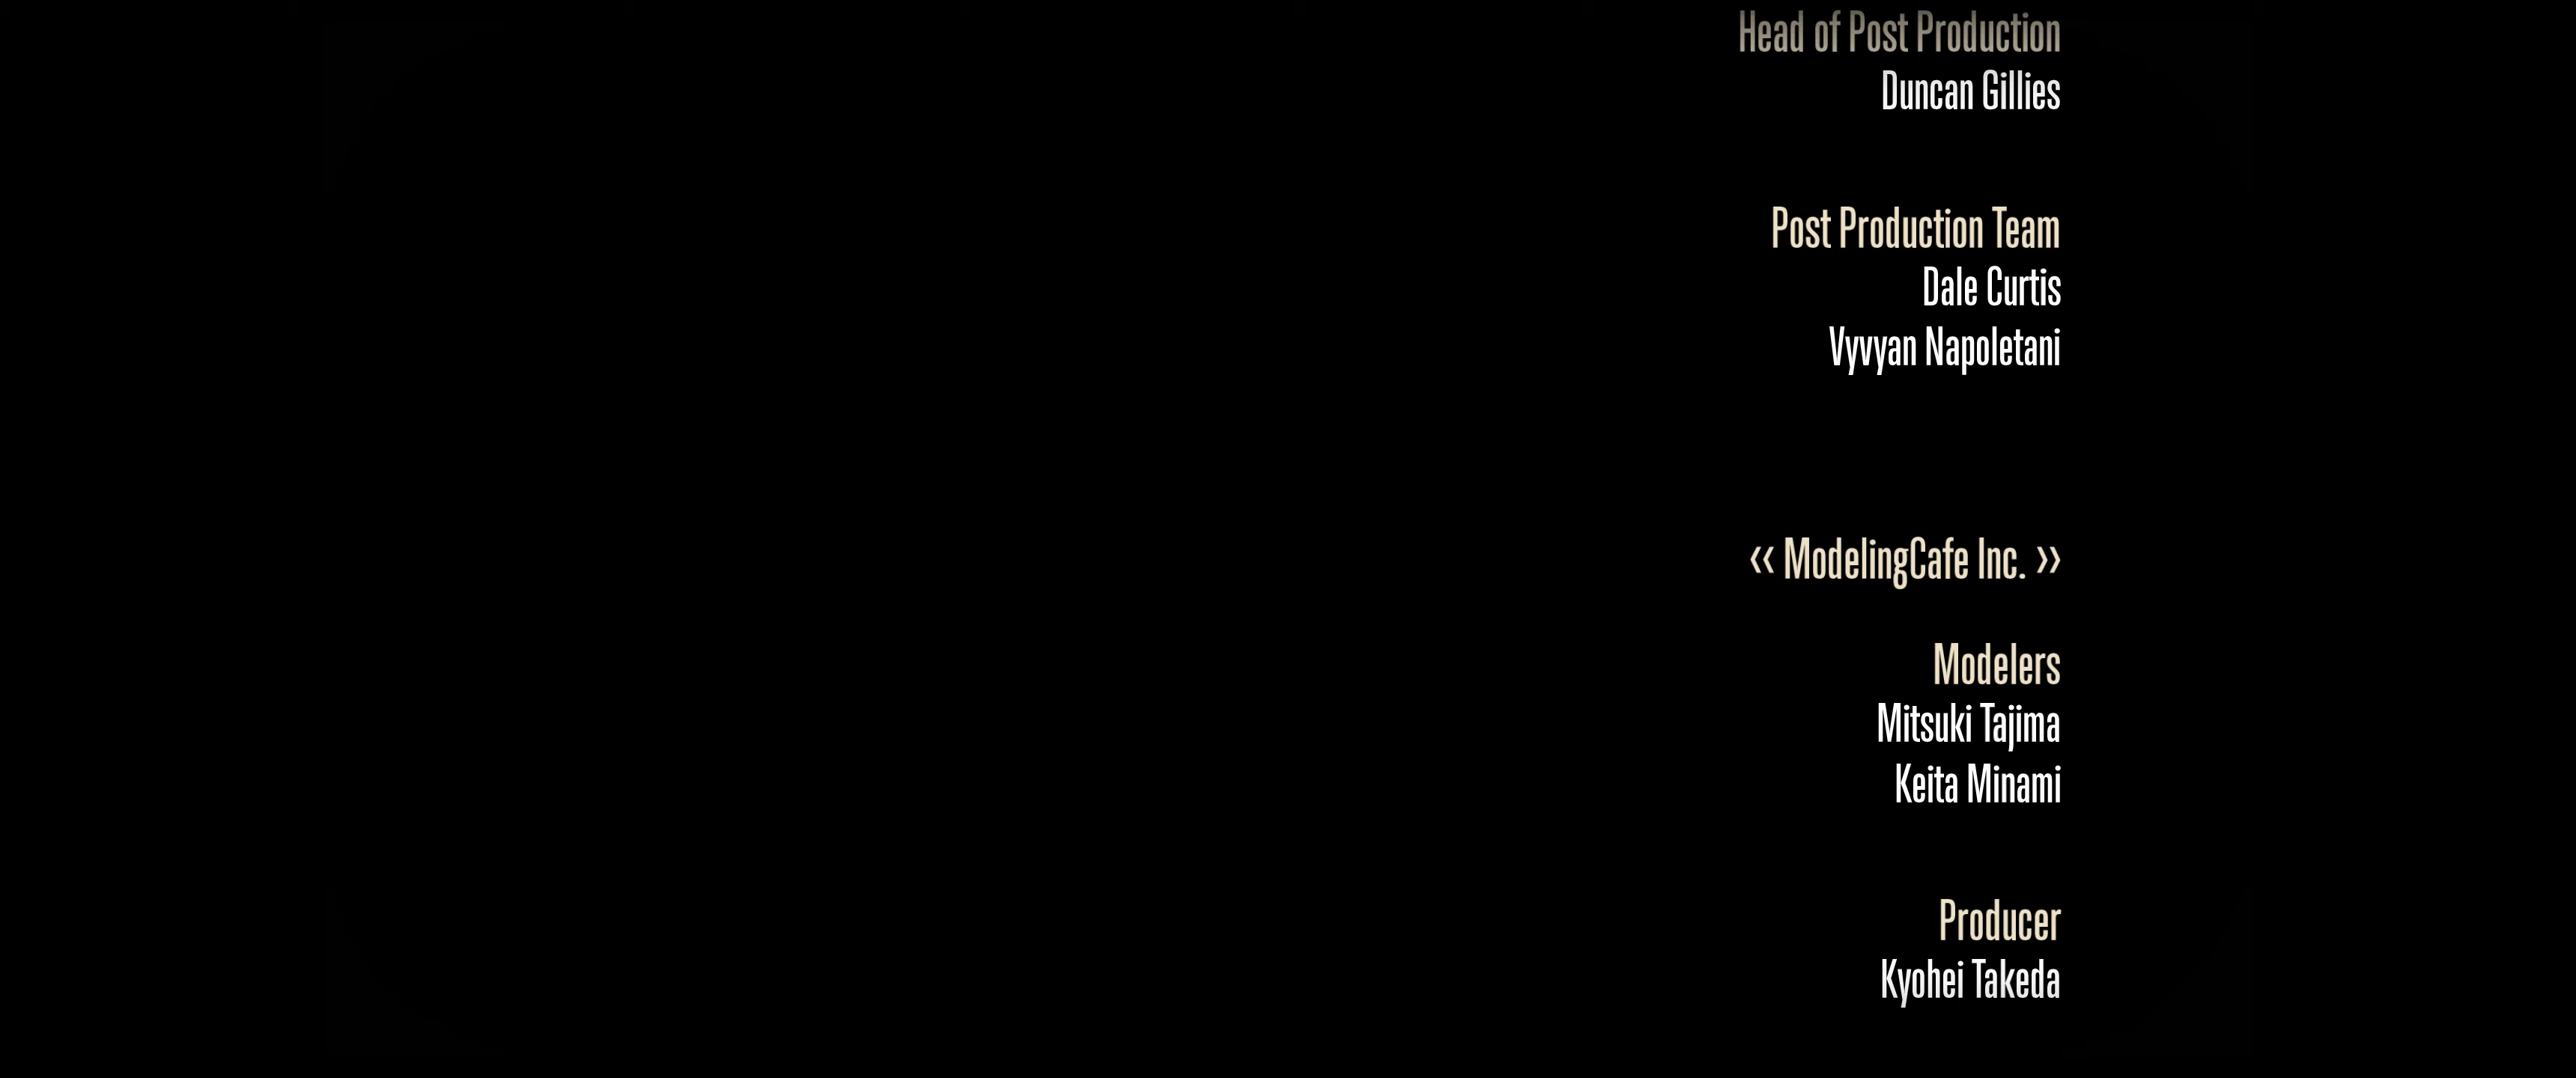 Head of Post Production
Duncan Gillies
Post Production Team
Dale Curtis
Vyvyan Napoletani
‹‹ ModelingCafe Inc. ››
Modelers
Mitsuki Tajima
Keita Minami
Producer
Kyohei Takeda